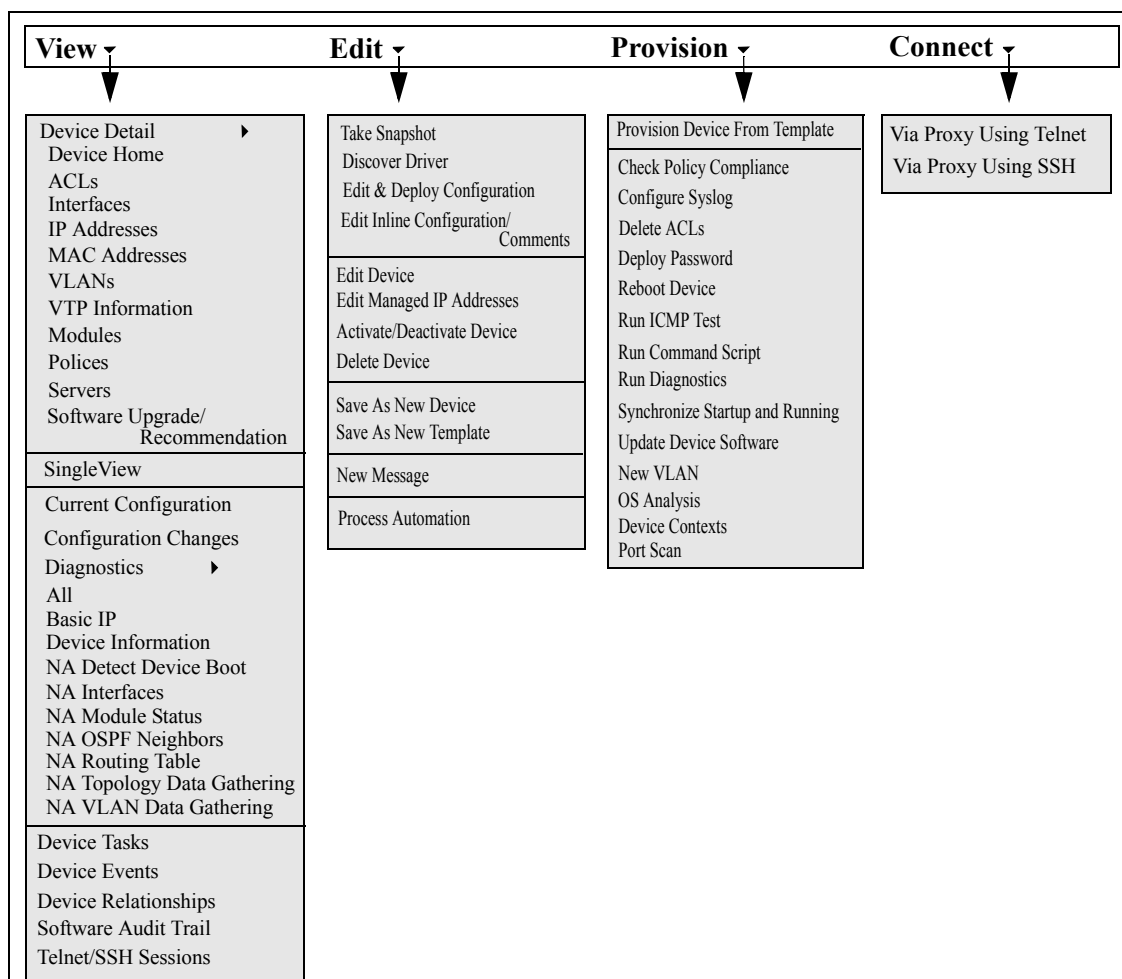 View
Edit
Provision
Connect
Device Detail
Device Home
ACLs
Interfaces
IP Addresses
MAC Addresses
VLANs
VTP Information
Modules
Polices
Servers
Software Upgrade/
Recommendation
SingleView
Current Configuration
Configuration Changes
Diagnostics
All
Basic IP
Device Information
NA Detect Device Boot
NA Interfaces
NA Module Status
NA OSPF Neighbors
NA Routing Table
NA Topology Data Gathering
NA VLAN Data Gathering
Device Tasks
Device Events
Device Relationships
Software Audit Trail
Telnet/SSH Sessions
Take Snapshot
Discover Driver
Edit & Deploy Configuration
Edit Inline Configuration/
Comments
Edit Device
Edit Managed IP Addresses
Activate/Deactivate Device
Delete Device
Save As New Device
Save As New Template
New Message
Process Automation
Provision Device From Template
Check Policy Compliance
Configure Syslog
Delete ACLs
Deploy Password
Reboot Device
Run ICMP Test
Run Command Script
Run Diagnostics
Synchronize Startup and Running
Update Device Software
New VLAN
OS Analysis
Device Contexts
Port Scan
Via Proxy Using Telnet
Via Proxy Using SSH